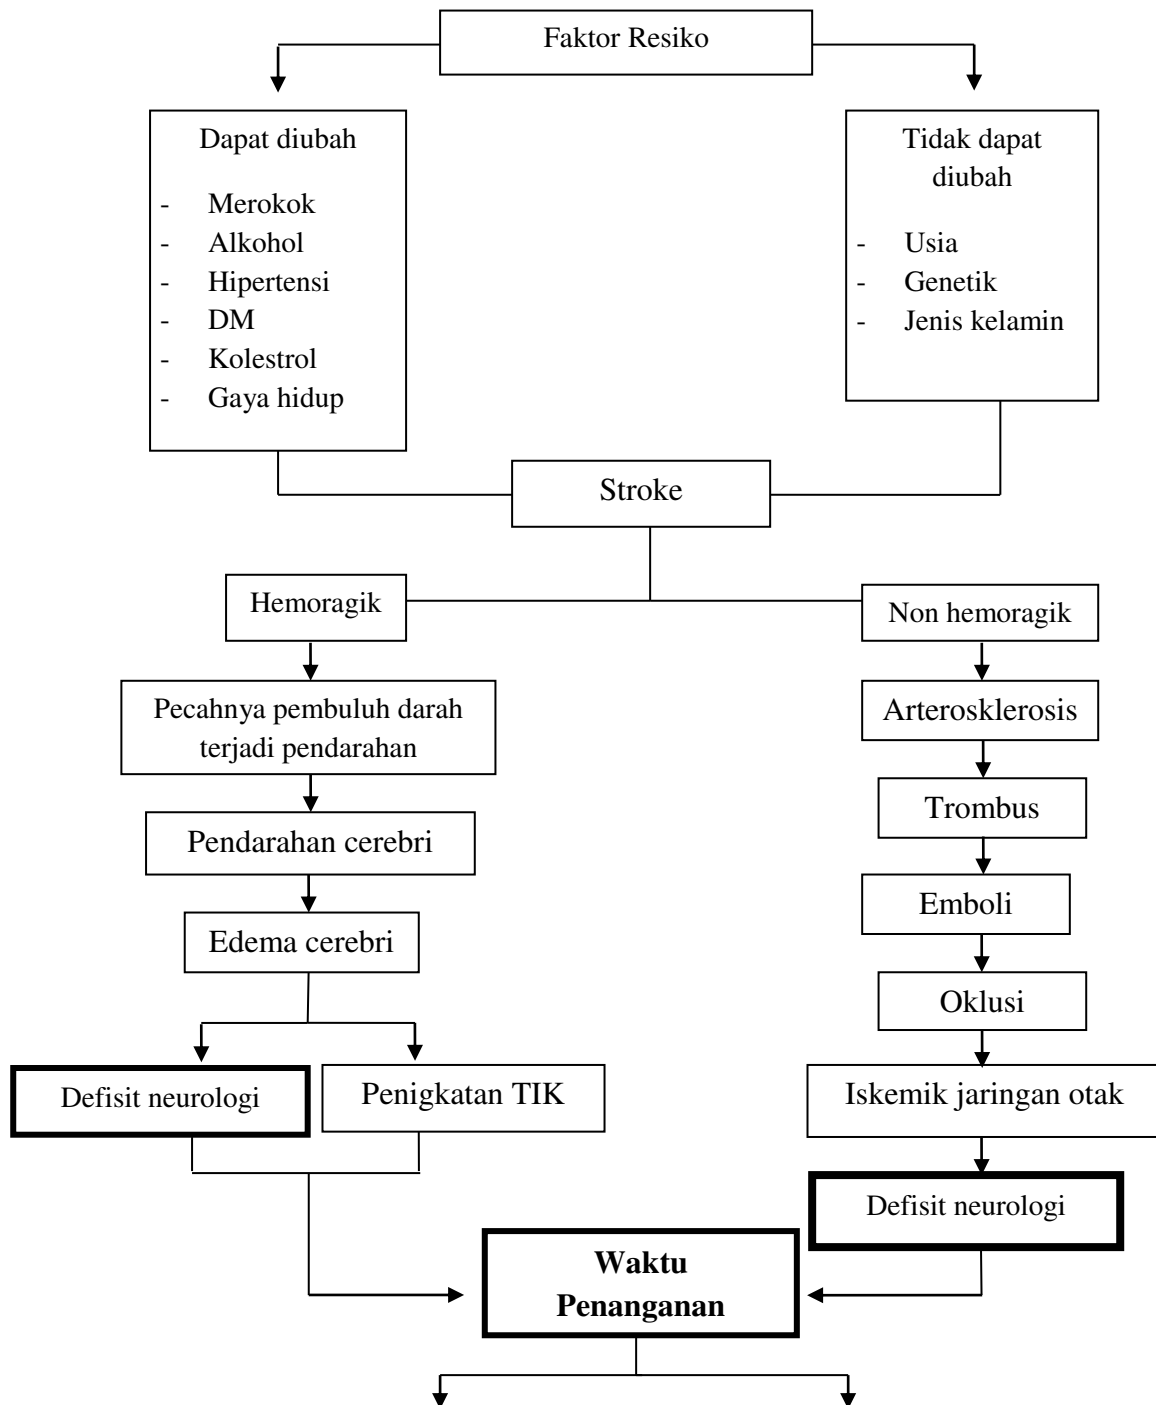 Faktor Resiko
Dapat diubah
- Merokok
- Alkohol
- Hipertensi
- DM
- Kolestrol
- Gaya hidup
Tidak dapat
diubah
- Usia
- Genetik
- Jenis kelamin
Stroke
Hemoragik
Non hemoragik
Pecahnya pembuluh darah
terjadi pendarahan
Arterosklerosis
Trombus
Pendarahan cerebri
Emboli
Edema cerebri
Oklusi
Defisit neurologi
Penigkatan TIK
Iskemik jaringan otak
Defisit neurologi
Waktu
Penanganan